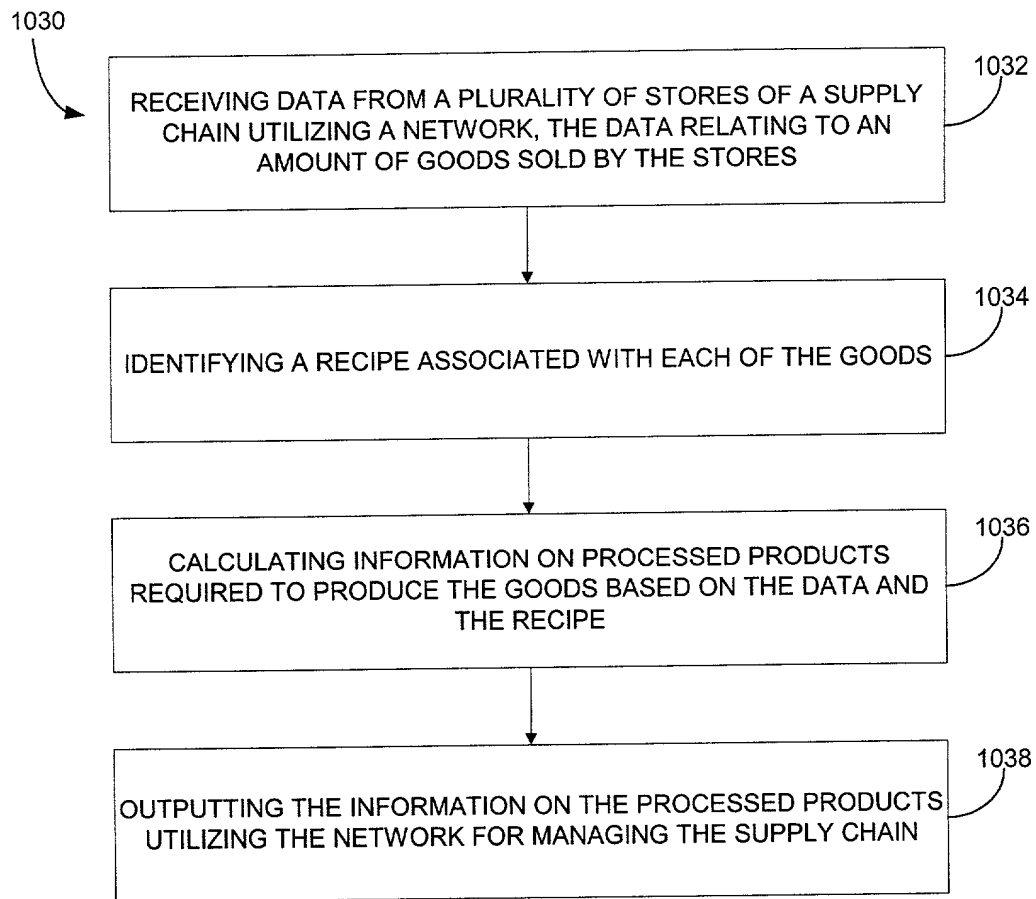 1030
1032
RECEIVING DATA FROM A PLURALITY OF STORES OF A SUPPLY
CHAIN UTILIZING A NETWORK, THE DATA RELATING TO AN
AMOUNT OF GOODS SOLD BY THE STORES
1034
IDENTIFYING A RECIPE ASSOCIATED WITH EACH OF THE GOODS
1036
CALCULATING INFORMATION ON PROCESSED PRODUCTS
REQUIRED TO PRODUCE THE GOODS BASED ON THE DATA AND
THE RECIPE
1038
OUTPUTTING THE INFORMATION ON THE PROCESSED PRODUCTS
UTILIZING THE NETWORK FOR MANAGING THE SUPPLY CHAIN